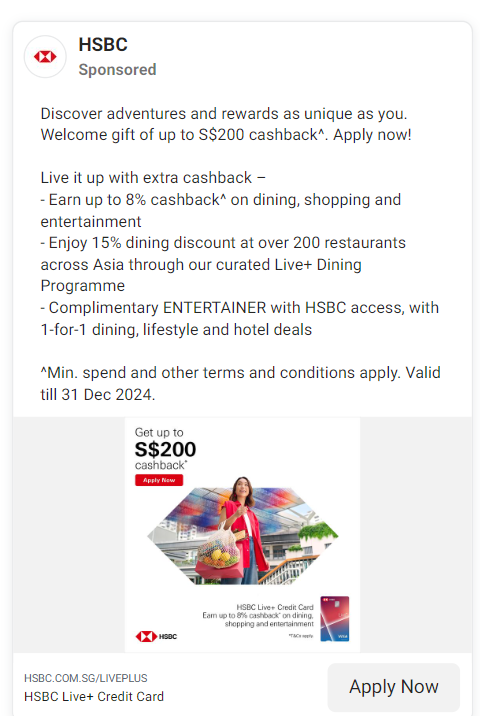 HSBC
Sponsored
Discover adventures and rewards as unique as you.
Welcome gift of up to S$200 cashback^. Apply now!
Live it up with extra cashback –
- Earn up to 8% cashback^ on dining, shopping and
entertainment
- Enjoy 15% dining discount at over 200 restaurants
across Asia through our curated Live+ Dining
Programme
- Complimentary ENTERTAINER with HSBC access, with
1-for-1 dining, lifestyle and hotel deals
^Min. spend and other terms and conditions apply. Valid
till 31 Dec 2024.
Get up to
S$200
cashback*
Apply Now
HSBC Live+ Credit Card
Earn up to 8% cashback* on dining,
shopping and entertainment
*T&Cs apply.
VISA
HSBC
HSBC.COM.SG/LIVEPLUS
HSBC Live+ Credit Card
Apply Now